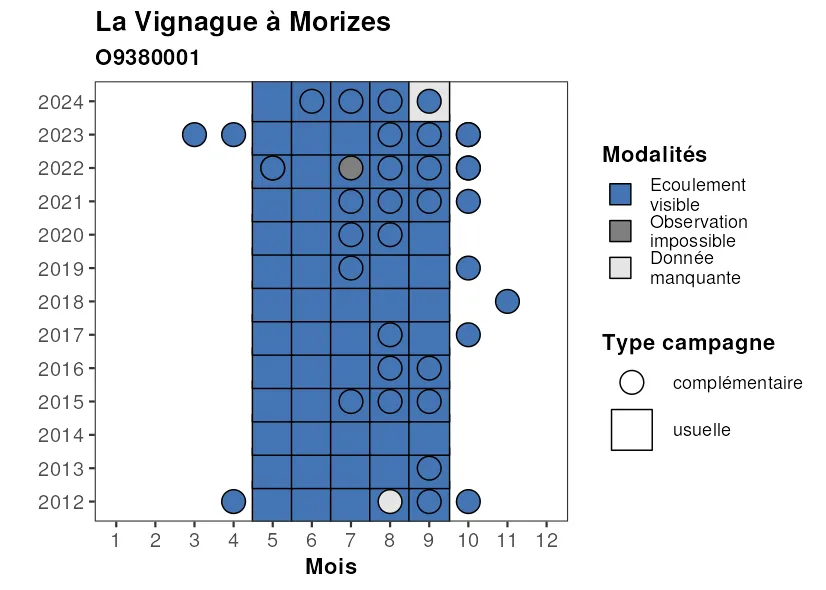 La Vignague à Morizes
O9380001
2024
2023
2022
2021
2020
2019
2018
2017
2016
2015
2014
2013
2012
1 2 3 4 5 6 7 8 9 10 11 12
Mois
Modalités
Ecoulement
visible
Observation
impossible
Donnée
manquante
Type campagne
complémentaire
usuelle